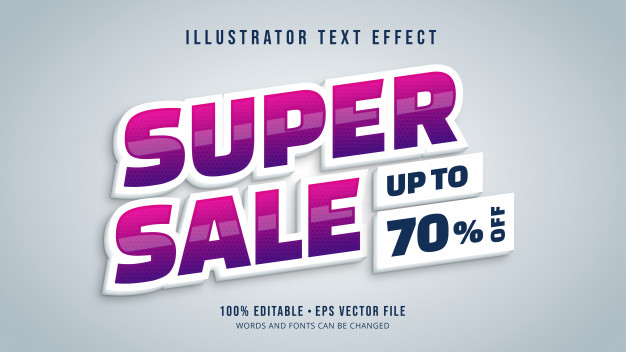 ILLUSTRATOR TEXT EFFECT
SUPER
SALE
UP TO
70% OFF
100% EDITABLE • EPS VECTOR FILE
WORDS AND FONTS CAN BE CHANGED